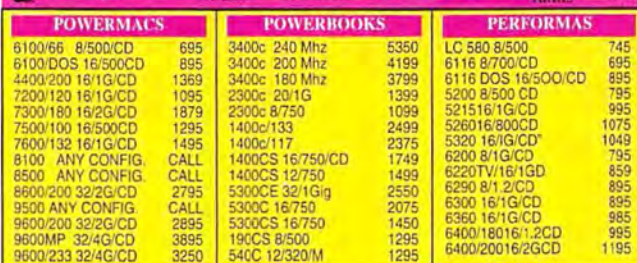 POWERMACS
6100/66 8/500/CD 695
6100/DOS 16/500CD 895
4400/200 16/1G/CD 1369
7200/120 16/1G/CD 1095
7300/180 16/2G/CD 1879
7500/100 16/500CD 1295
7600/132 16/1G/CD 1495
8100 ANY CONFIG. CALL
8500 ANY CONFIG. CALL
8600/200 32/2G/CD 2795
9500 ANY CONFIG. CALL
9600/200 32/2G/CD 2895
9600MP 32/4G/CD 3895
9600/233 32/4G/CD 3250
POWERBOOKS
3400c 240 Mhz 5350
3400c 200 Mhz 4199
3400c 180 Mhz 3799
2300c 20/1G 1399
2300c 8/750 1099
1400c/133 2499
1400c/117 2375
1400CS 16/750/CD 1749
1400CS 12/750 1499
5300CE 32/1Gig 2550
5300C 16/750 2075
5300CS 16/750 1450
190CS 8/500 1295
540C 12/320/M 1295
PERFORMAS
LC 580 8/500 745
6116 8/700/CD 695
6116 DOS 16/5OO/CD 895
5200 8/500 CD 795
521516/1G/CD 995
526016/800CD 1075
5320 16/IG/CD" 1049
6200 8/1G/CD 795
6220TV/16/1GD 859
6290 8/1.2/CD 895
6300 16/1G/CD 895
6360 16/1G/CD 985
6400/18016/1.2CD 995
6400/20016/2GCD 1195